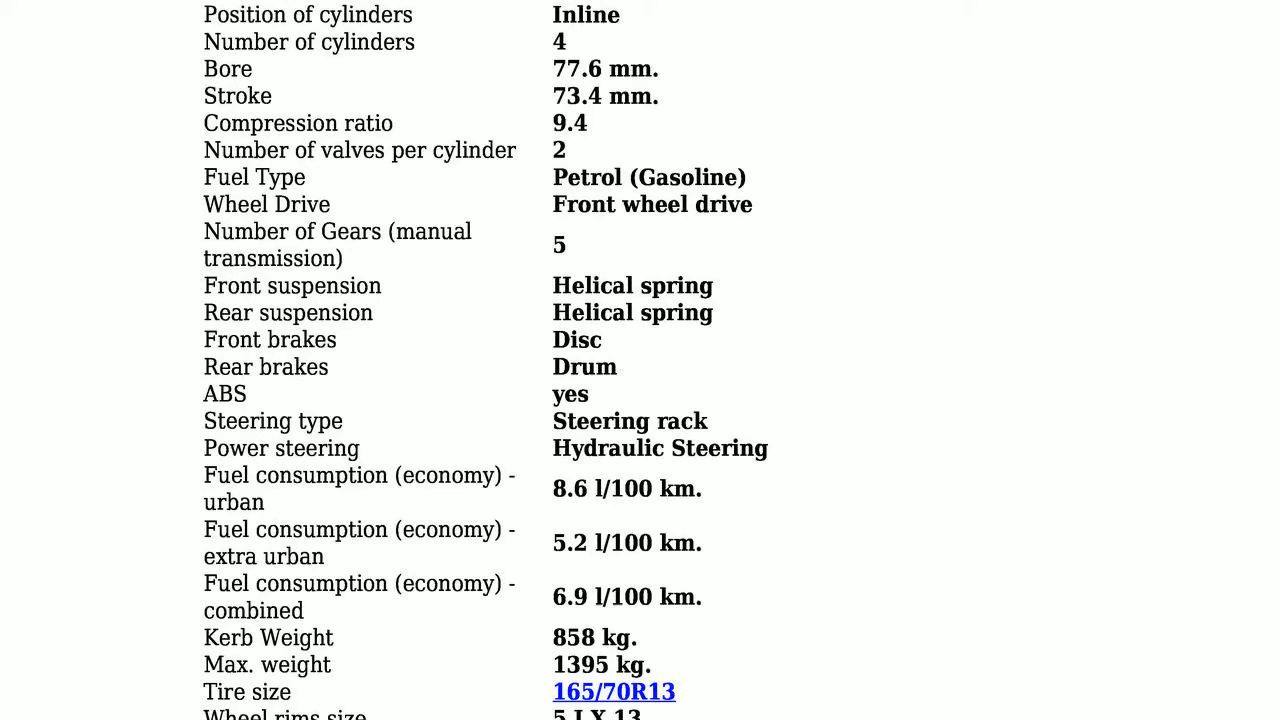 Position of cylinders Inline
Number of cylinders 4
Bore 77.6 mm.
Stroke 73.4 mm.
Compression ratio 9.4
Number of valves per cylinder 2
Fuel Type Petrol (Gasoline)
Wheel Drive Front wheel drive
Number of Gears (manual
transmission) 5
Front suspension Helical spring
Rear suspension Helical spring
Front brakes Disc
Rear brakes Drum
ABS yes
Steering type Steering rack
Power steering Hydraulic Steering
Fuel consumption (economy) -
urban 8.6 l/100 km.
Fuel consumption (economy) -
extra urban 5.2 l/100 km.
Fuel consumption (economy) -
combined 6.9 l/100 km.
Kerb Weight 858 kg.
Max. weight 1395 kg.
Tire size 165/70R13
Wheel rims size 5 J X 13